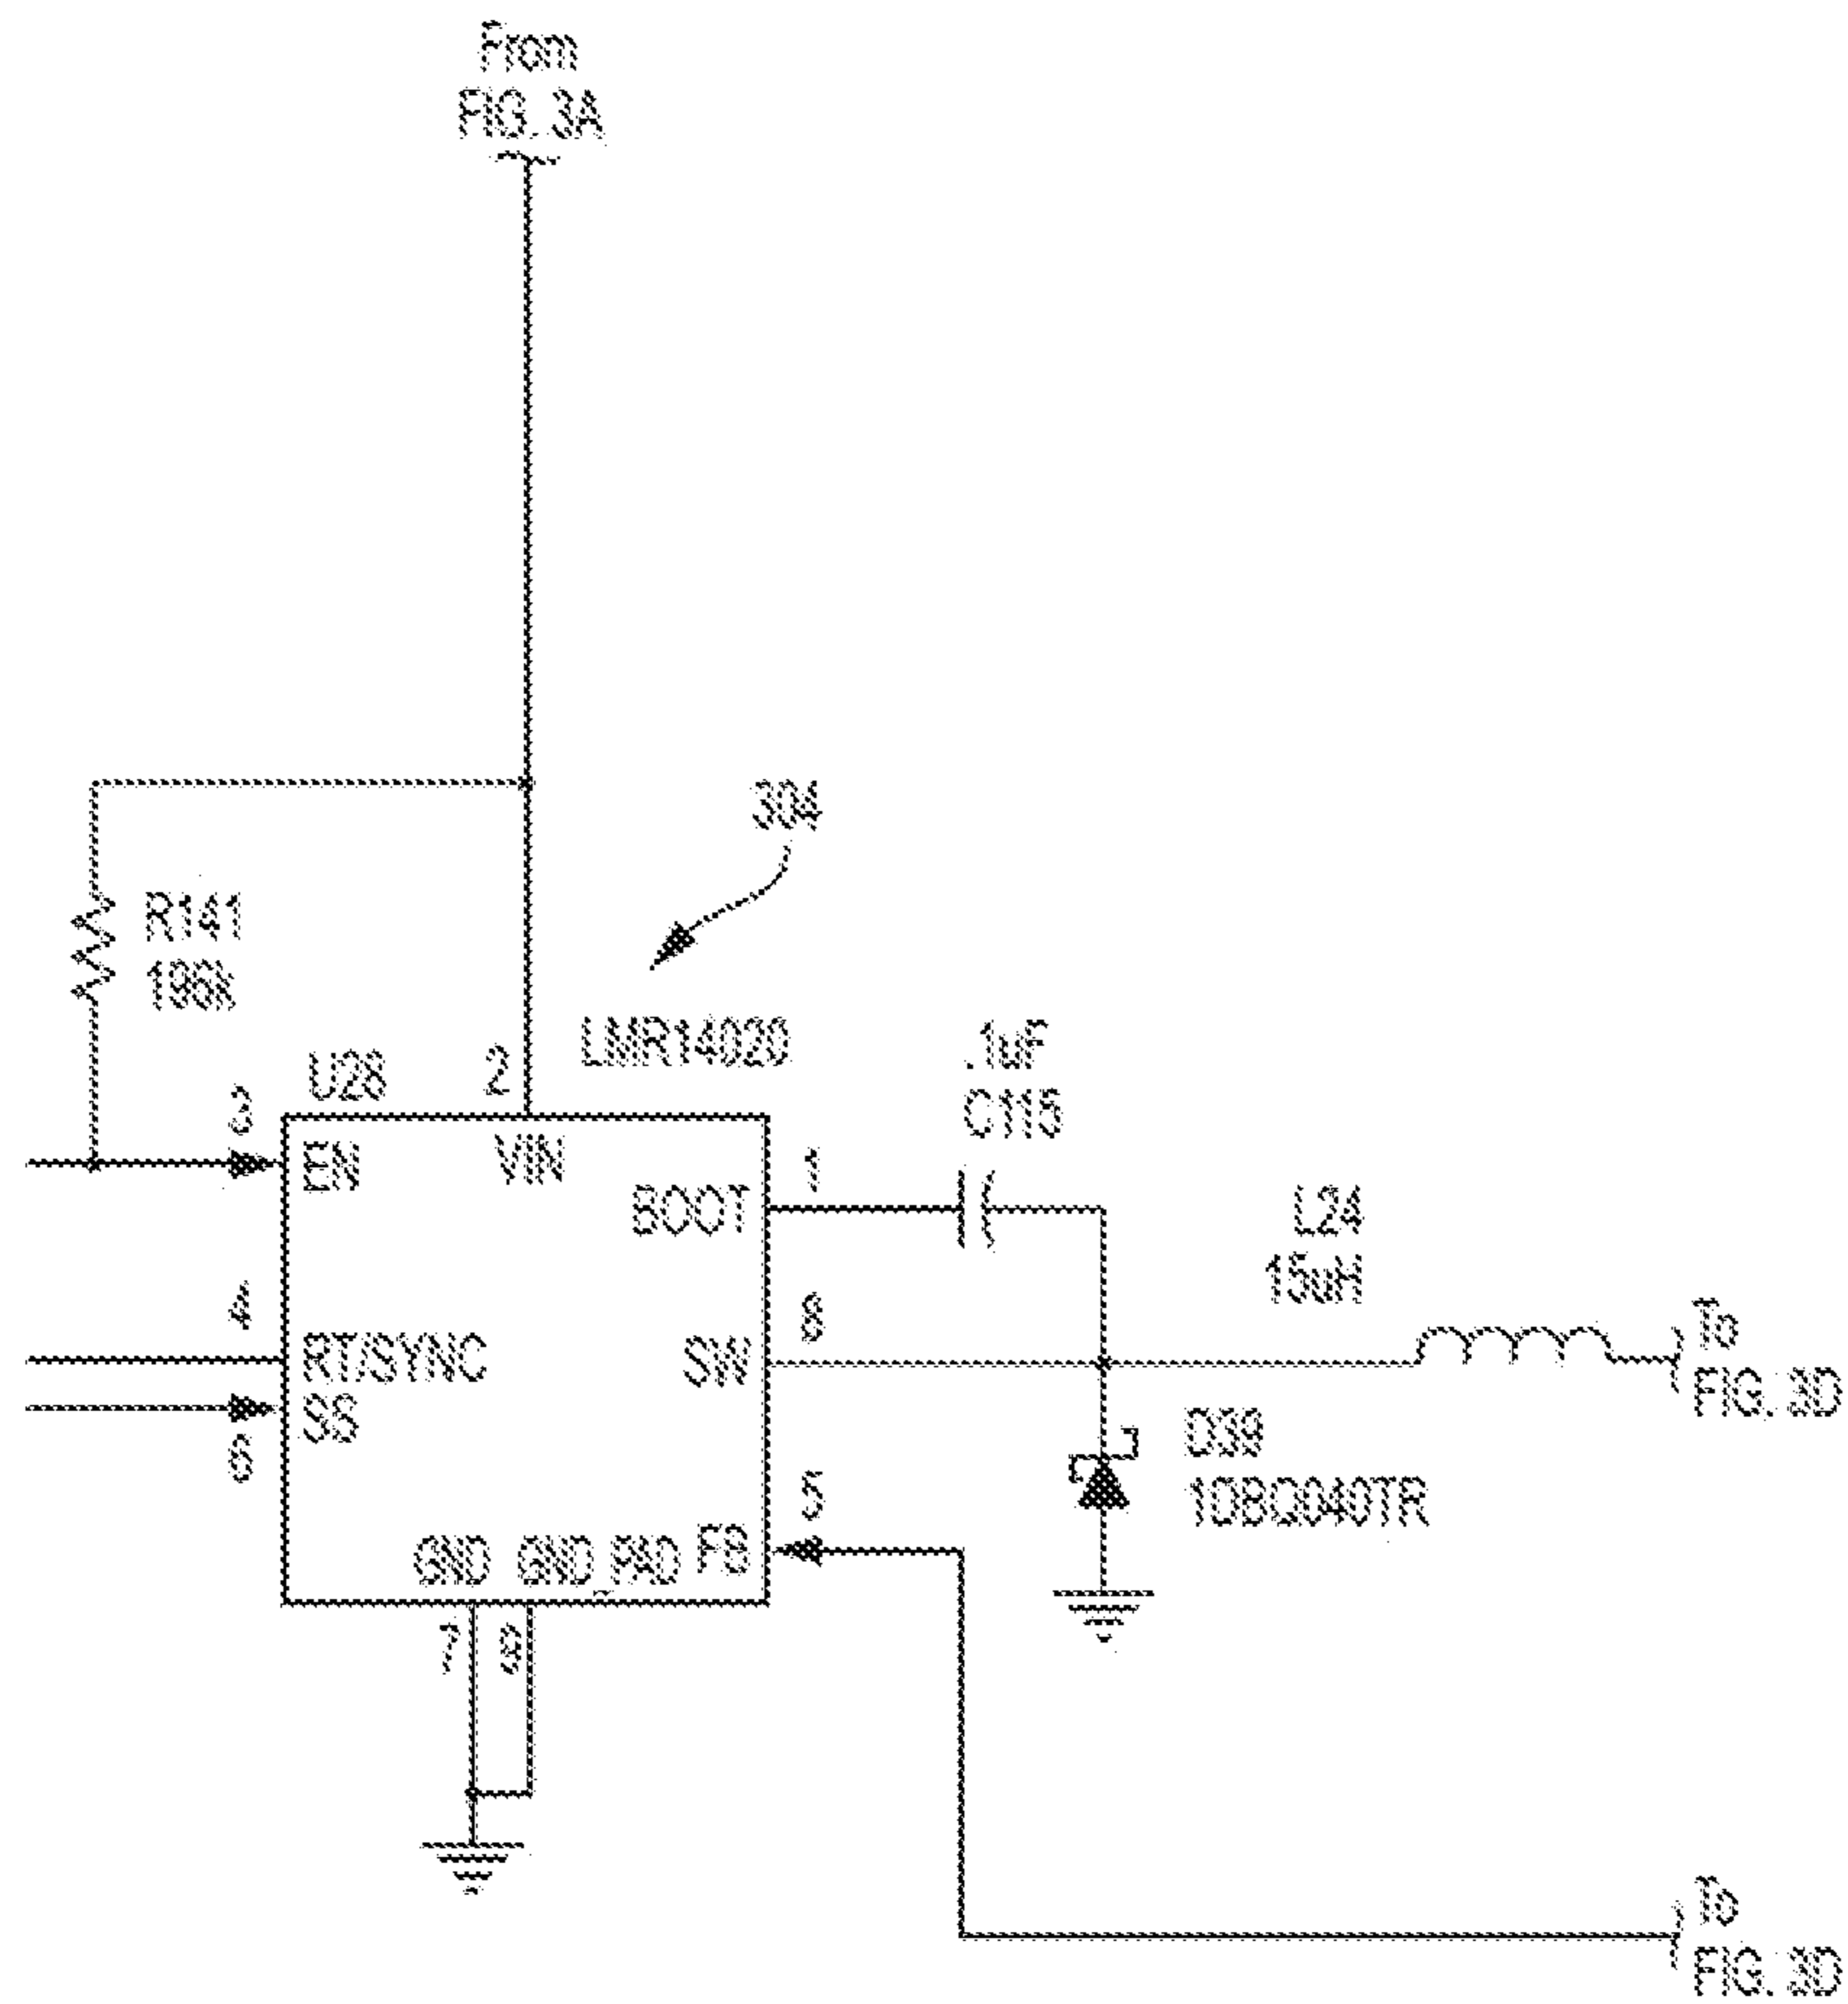 From
FIG. 3A
304
R141
196k
LMR14020
U28
2
.1uF
C115
3
EN
VIN
1
BOOT
L24
15uH
4
8
RT/SYNC
SW
To
FIG. 3D
SS
6
D39
10BQ040TR
5
GND
GND_PAD
FB
7
9
To
FIG. 3D